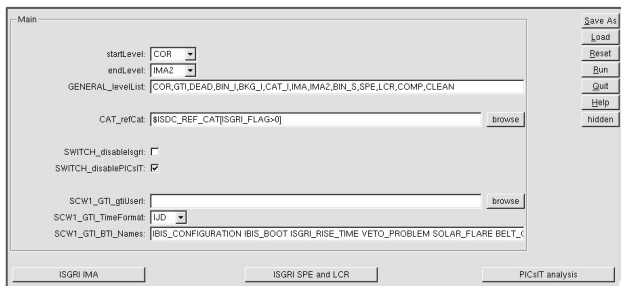 Main
Save As
Load
startLevel: COR
Reset
endLevel: IMA2
Run
GENERAL_levelList: COR,GTI,DEAD,BIN_I,BKG_I,CAT_I,IMA,IMA2,BIN_S,SPE,LCR,COMP,CLEAN
Quit
Help
CAT_refCat: $ISDC_REF_CAT[ISGRI_FLAG>0] browse
hidden
SWITCH_disableIsgri:
SWITCH_disablePICsIT:
SCW1_GTI_gtiUserI: browse
SCW1_GTI_TimeFormat: IJD
SCW1_GTI_BTI_Names: IBIS_CONFIGURATION IBIS_BOOT ISGRI_RISE_TIME VETO_PROBLEM SOLAR_FLARE BELT_
ISGRI IMA
ISGRI SPE and LCR
PICsIT analysis